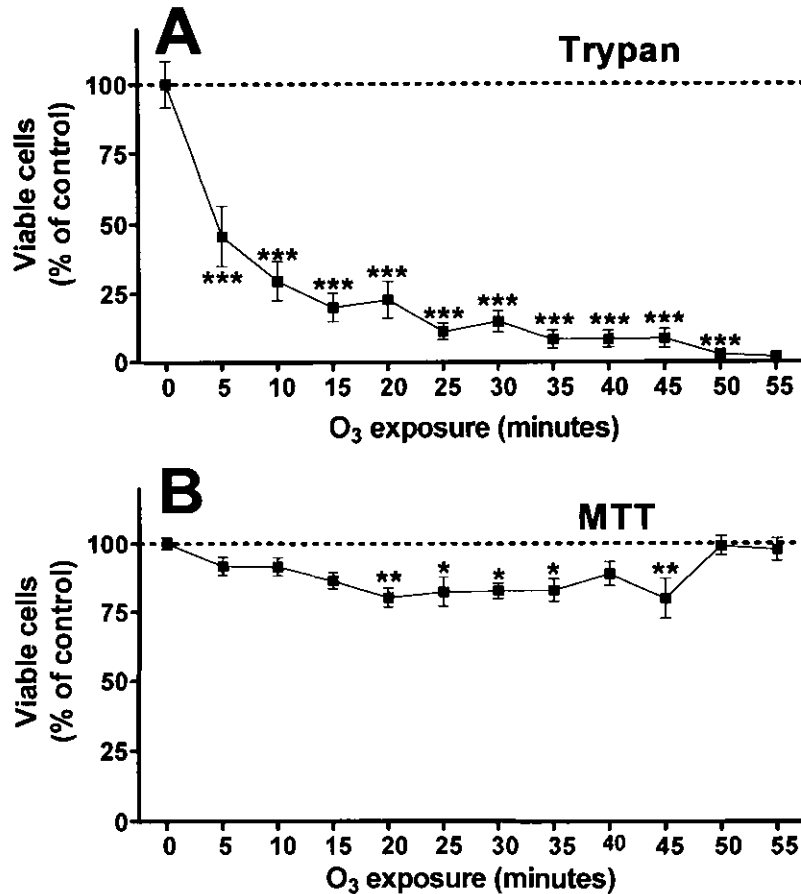 A
Trypan
Viable cells
(% of control)
100
75
50
25
0
***
***
***
***
***
***
***
***
***
***
0 5 10 15 20 25 30 35 40 45 50 55
O₃ exposure (minutes)
B
MTT
Viable cells
(% of control)
100
75
50
25
0
**
*
*
*
**
0 5 10 15 20 25 30 35 40 45 50 55
O₃ exposure (minutes)